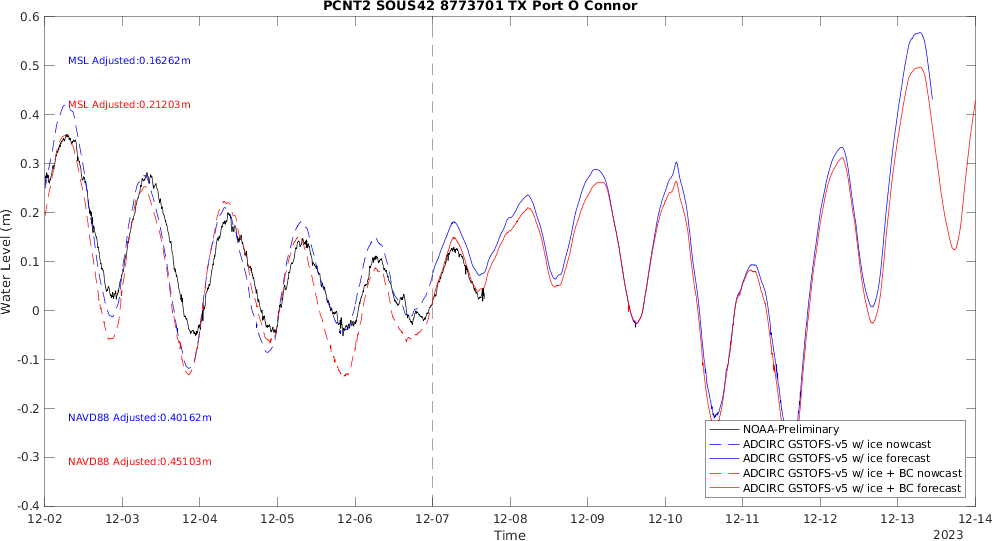 PCNT2 SOUS42 8773701 TX Port O Connor
Water Level (m)
0.6
0.5
0.4
0.3
0.2
0.1
0
-0.1
-0.2
-0.3
-0.4
MSL Adjusted:0.16262m
MSL Adjusted:0.21203m
NAVD88 Adjusted:0.40162m
NAVD88 Adjusted:0.45103m
NOAA-Preliminary
ADCIRC GSTOFS-v5 w/ ice nowcast
ADCIRC GSTOFS-v5 w/ ice forecast
ADCIRC GSTOFS-v5 w/ ice + BC nowcast
ADCIRC GSTOFS-v5 w/ ice + BC forecast
12-02 12-03 12-04 12-05 12-06 12-07 12-08 12-09 12-10 12-11 12-12 12-13 12-14
Time
2023